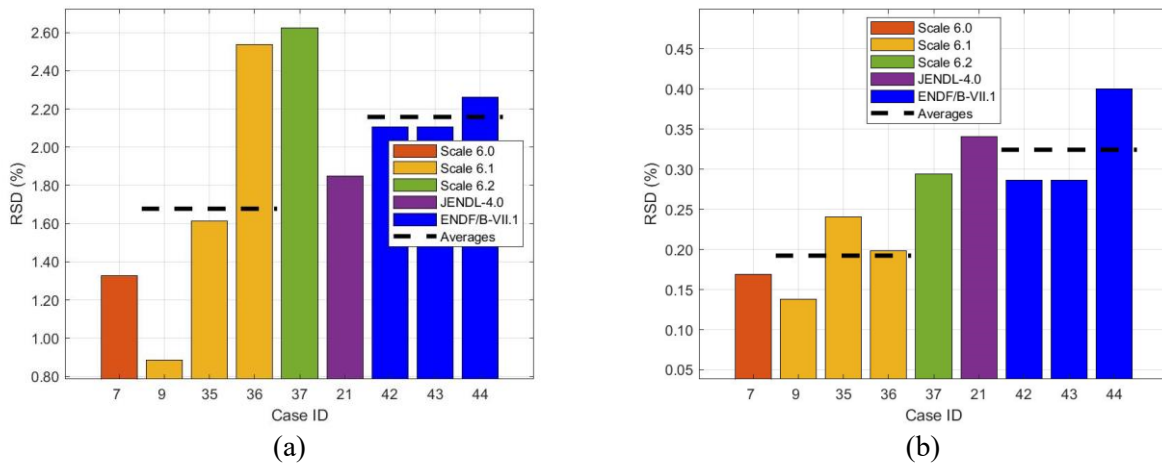 2.60
2.20
1.80
1.60
1.40
1.20
1.00
0.80
RSD (%)
Scale 6.0
Scale 6.1
Scale 6.2
JENDL-4.0
ENDF/B-VII.1
Averages
7 9 35 36 37 21 42 43 44
Case ID
(a)
0.45
0.40
0.35
0.30
0.25
0.20
0.15
0.10
0.05
RSD (%)
Scale 6.0
Scale 6.1
Scale 6.2
JENDL-4.0
ENDF/B-VII.1
Averages
7 9 35 36 37 21 42 43 44
Case ID
(b)